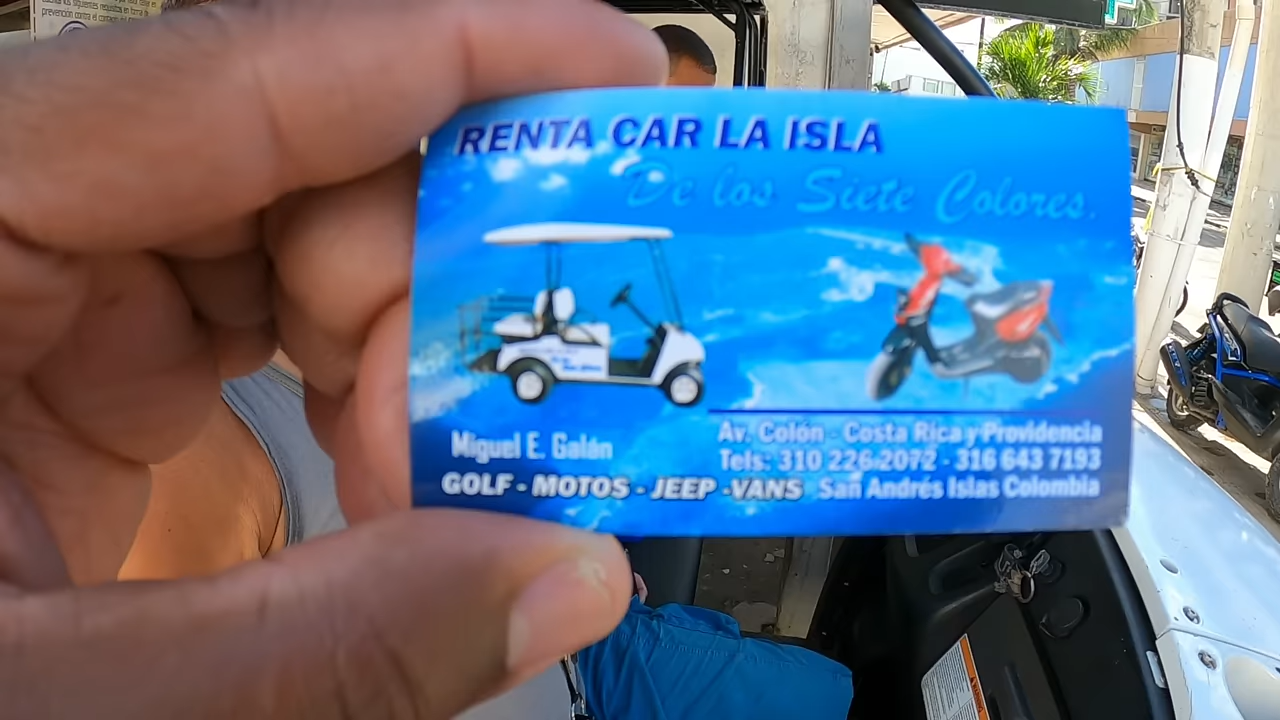 RENTA CAR LA ISLA
De los Siete Colores.
Miguel E. Galán
Av. Colón - Costa Rica y Providencia
Tels: 310 226 2072 - 316 643 7193
GOLF - MOTOS - JEEP -VANS
San Andrés Islas Colombia